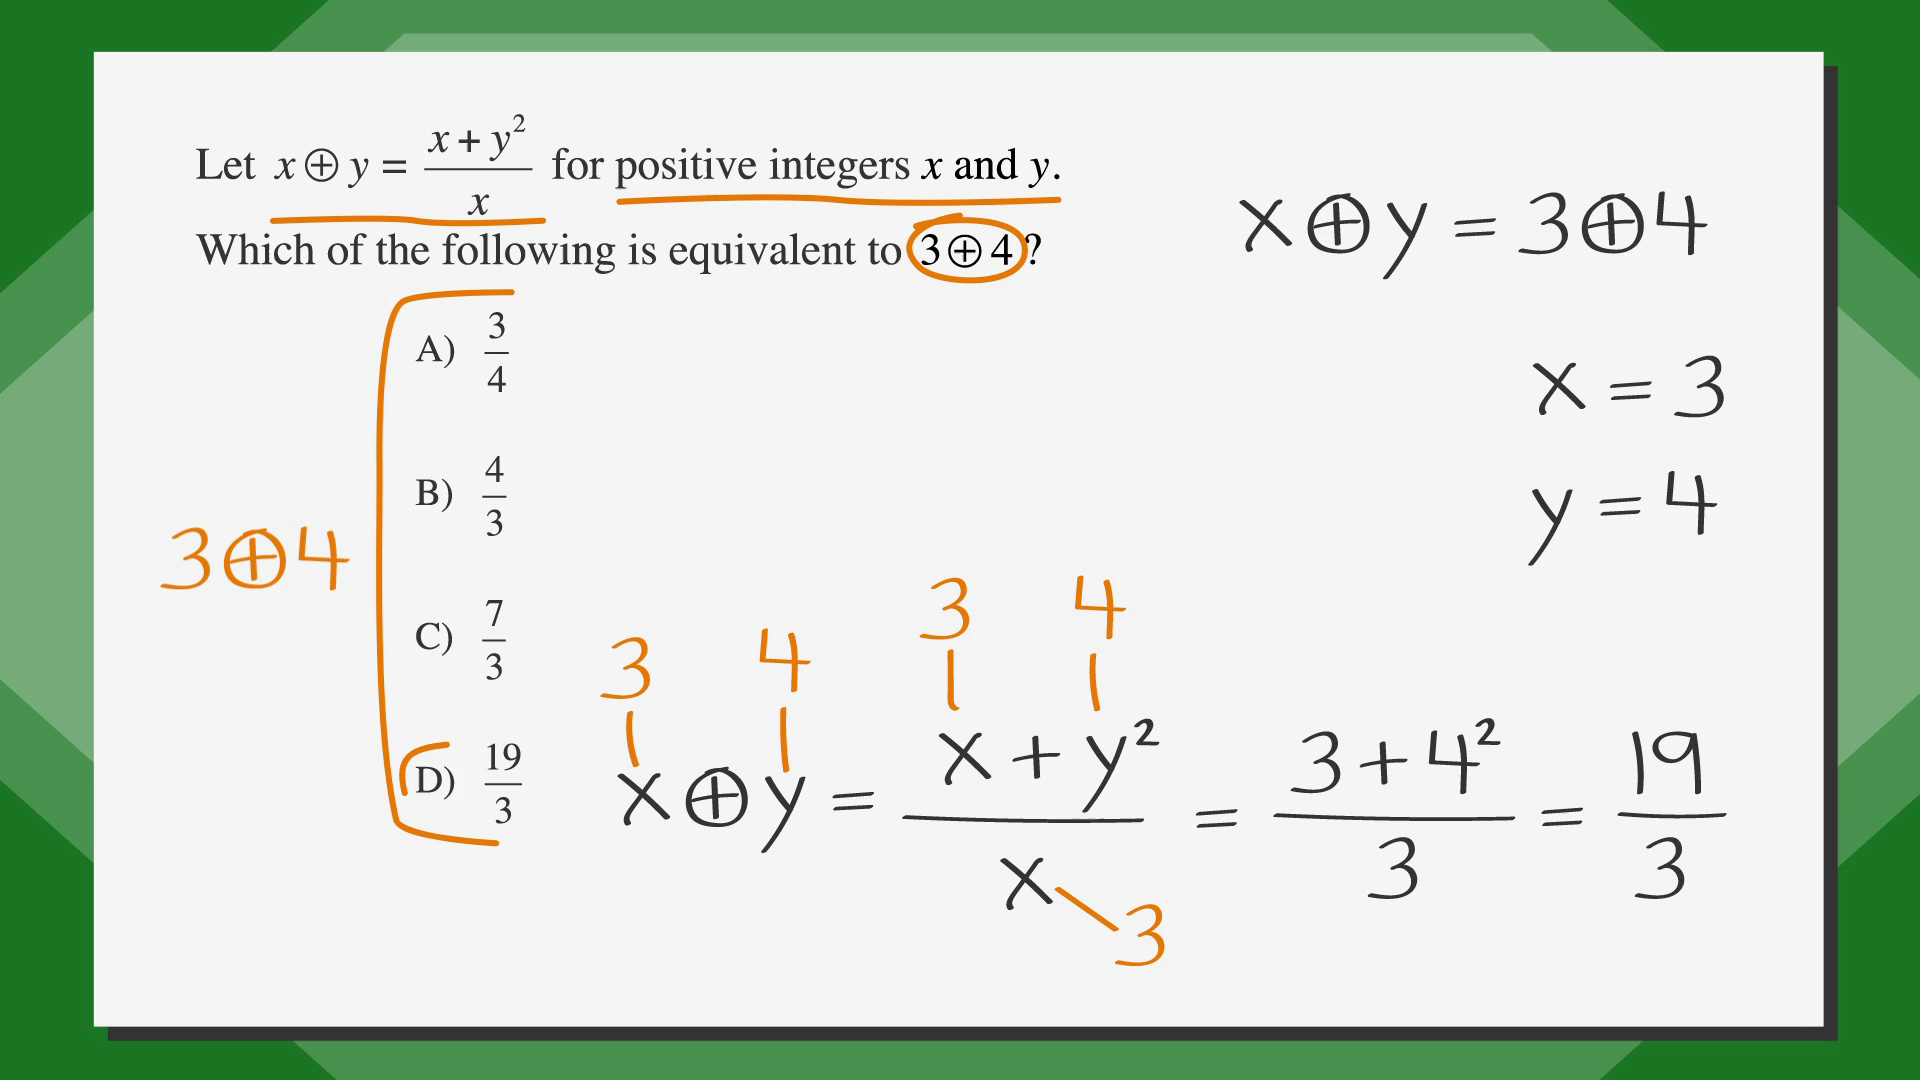 Let x ⊕ y = (x + y²)/x for positive integers x and y.
Which of the following is equivalent to 3 ⊕ 4 ?
x ⊕ y = 3 ⊕ 4
x = 3
y = 4
3 ⊕ 4
A) 3/4
B) 4/3
C) 7/3
D) 19/3
3 4 3 4
x ⊕ y = (x + y²)/x = (3 + 4²)/3 = 19/3
3